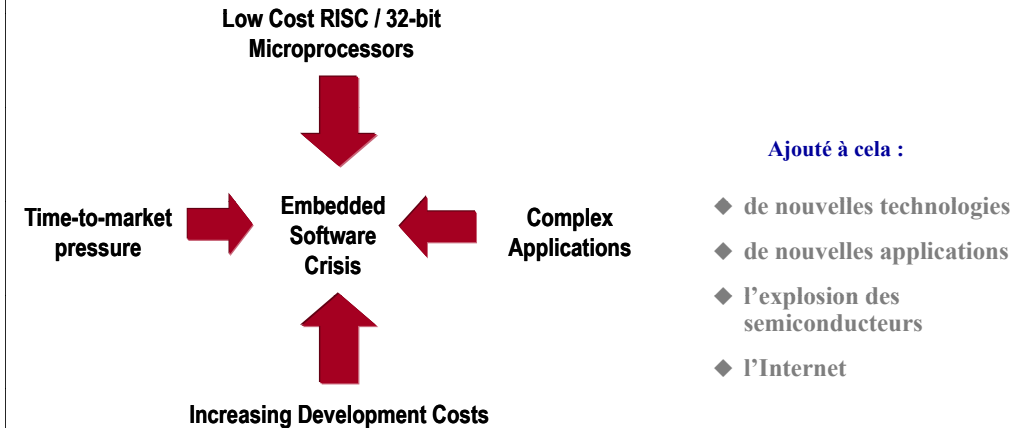 Low Cost RISC / 32-bit
Microprocessors
Time-to-market
pressure
Embedded
Software
Crisis
Complex
Applications
Increasing Development Costs
Ajouté à cela :
◆ de nouvelles technologies
◆ de nouvelles applications
◆ l’explosion des
semiconducteurs
◆ l’Internet